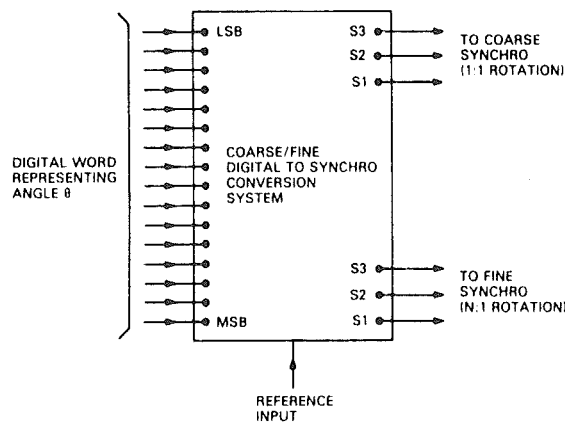 LSB
S3
S2
S1
TO COARSE
SYNCHRO
(1:1 ROTATION)
DIGITAL WORD
REPRESENTING
ANGLE θ
COARSE/FINE
DIGITAL TO SYNCHRO
CONVERSION
SYSTEM
S3
S2
S1
TO FINE
SYNCHRO
(N:1 ROTATION)
MSB
REFERENCE
INPUT